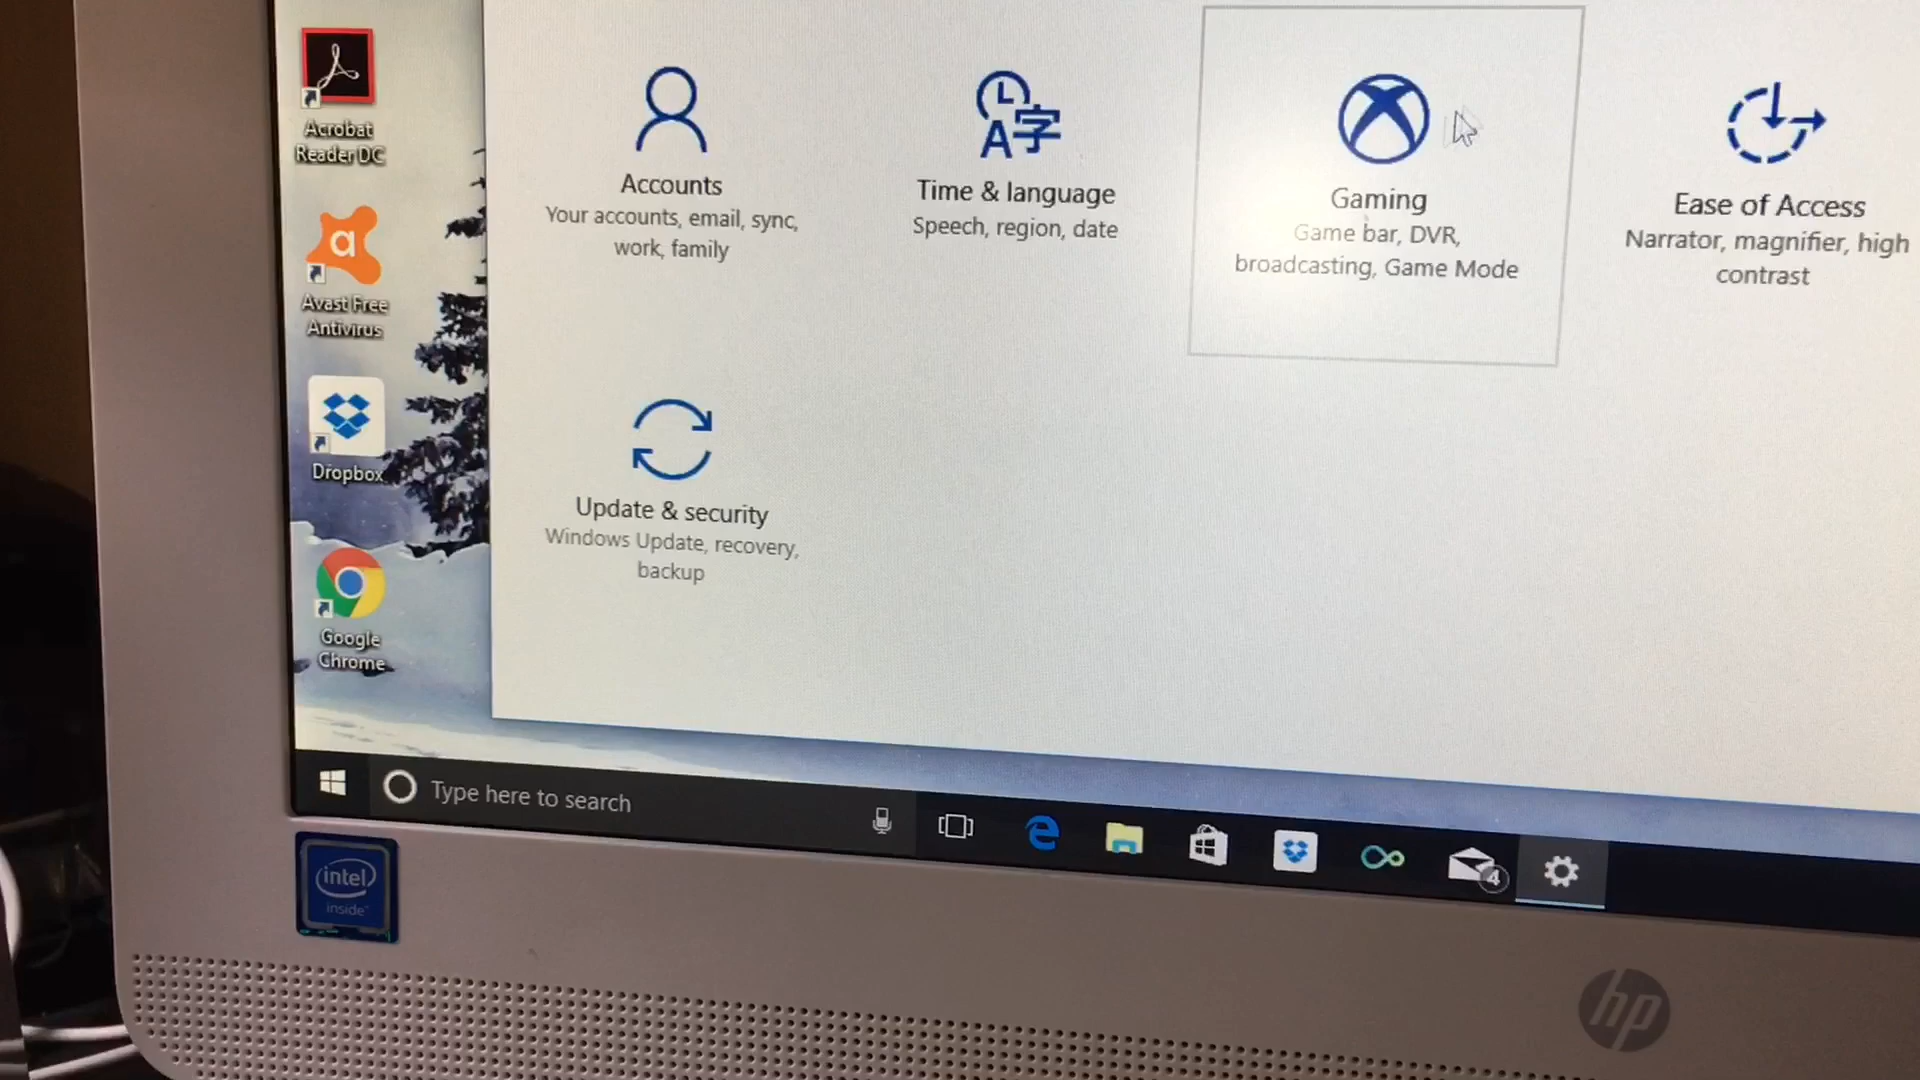 Acrobat
Reader DC
Avast Free
Antivirus
Dropbox
Google
Chrome
Accounts
Your accounts, email, sync,
work, family
Time & language
Speech, region, date
Gaming
Game bar, DVR,
broadcasting, Game Mode
Ease of Access
Narrator, magnifier, high
contrast
Update & security
Windows Update, recovery,
backup
Type here to search
4
intel
inside™
hp